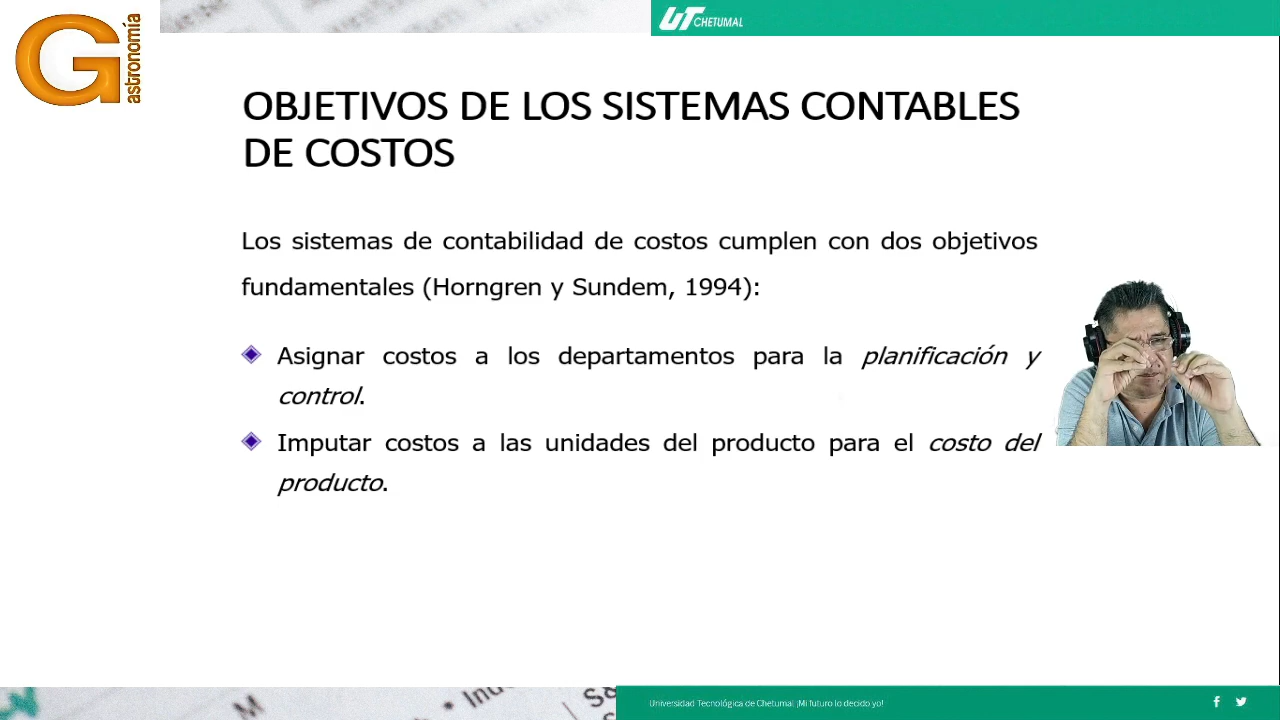 Gastronomía
UT CHETUMAL
OBJETIVOS DE LOS SISTEMAS CONTABLES
DE COSTOS
Los sistemas de contabilidad de costos cumplen con dos objetivos
fundamentales (Horngren y Sundem, 1994):
Asignar costos a los departamentos para la planificación y
control.
Imputar costos a las unidades del producto para el costo del
producto.
M
S&
Universidad Tecnológica de Chetumal ¡Mi futuro lo decido yo!